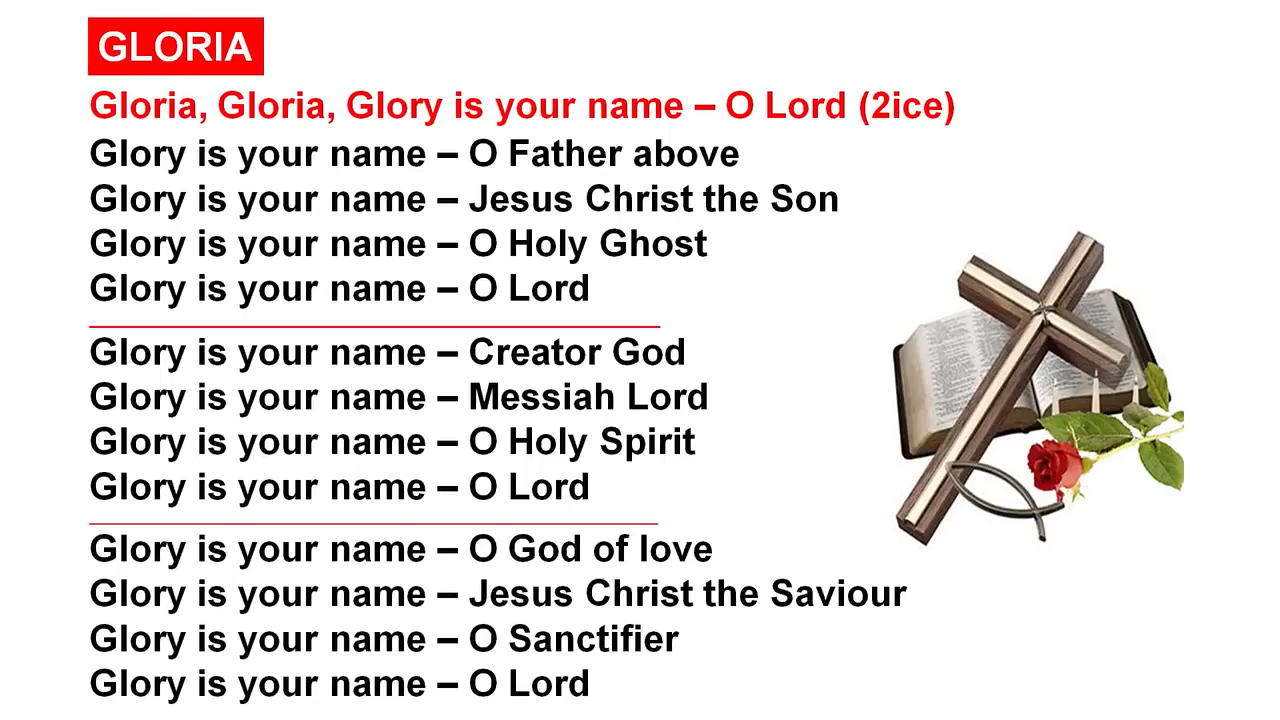 GLORIA
Gloria, Gloria, Glory is your name – O Lord (2ice)
Glory is your name – O Father above
Glory is your name – Jesus Christ the Son
Glory is your name – O Holy Ghost
Glory is your name – O Lord
Glory is your name – Creator God
Glory is your name – Messiah Lord
Glory is your name – O Holy Spirit
Glory is your name – O Lord
Glory is your name – O God of love
Glory is your name – Jesus Christ the Saviour
Glory is your name – O Sanctifier
Glory is your name – O Lord